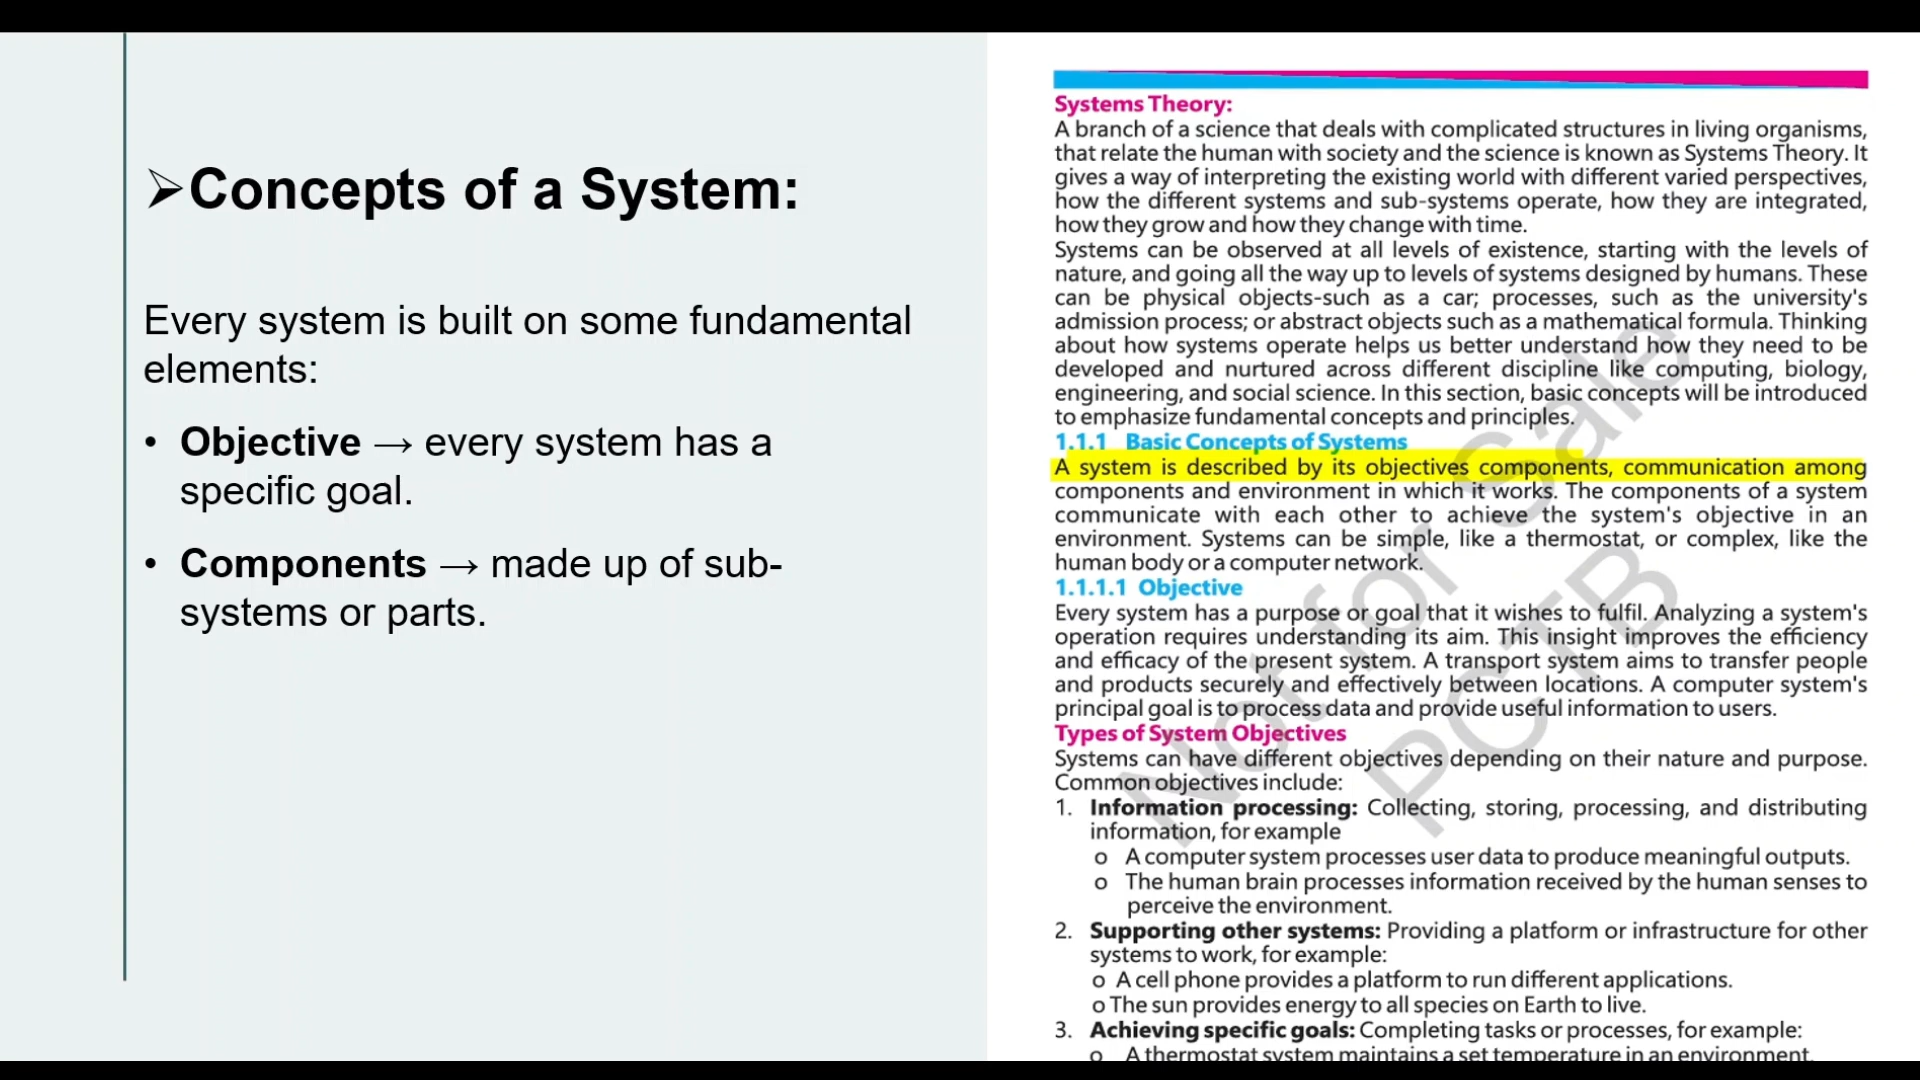 ➢Concepts of a System:
Every system is built on some fundamental
elements:
• Objective → every system has a
specific goal.
• Components → made up of sub-
systems or parts.
Systems Theory:
A branch of a science that deals with complicated structures in living organisms,
that relate the human with society and the science is known as Systems Theory. It
gives a way of interpreting the existing world with different varied perspectives,
how the different systems and sub-systems operate, how they are integrated,
how they grow and how they change with time.
Systems can be observed at all levels of existence, starting with the levels of
nature, and going all the way up to levels of systems designed by humans. These
can be physical objects-such as a car; processes, such as the university's
admission process; or abstract objects such as a mathematical formula. Thinking
about how systems operate helps us better understand how they need to be
developed and nurtured across different discipline like computing, biology,
engineering, and social science. In this section, basic concepts will be introduced
to emphasize fundamental concepts and principles.
1.1.1 Basic Concepts of Systems
A system is described by its objectives components, communication among
components and environment in which it works. The components of a system
communicate with each other to achieve the system's objective in an
environment. Systems can be simple, like a thermostat, or complex, like the
human body or a computer network.
1.1.1.1 Objective
Every system has a purpose or goal that it wishes to fulfil. Analyzing a system's
operation requires understanding its aim. This insight improves the efficiency
and efficacy of the present system. A transport system aims to transfer people
and products securely and effectively between locations. A computer system's
principal goal is to process data and provide useful information to users.
Types of System Objectives
Systems can have different objectives depending on their nature and purpose.
Common objectives include:
1. Information processing: Collecting, storing, processing, and distributing
information, for example
o A computer system processes user data to produce meaningful outputs.
o The human brain processes information received by the human senses to
perceive the environment.
2. Supporting other systems: Providing a platform or infrastructure for other
systems to work, for example:
o A cell phone provides a platform to run different applications.
o The sun provides energy to all species on Earth to live.
3. Achieving specific goals: Completing tasks or processes, for example:
o A thermostat system maintains a set temperature in an environment.
Not for Sale
PCTB